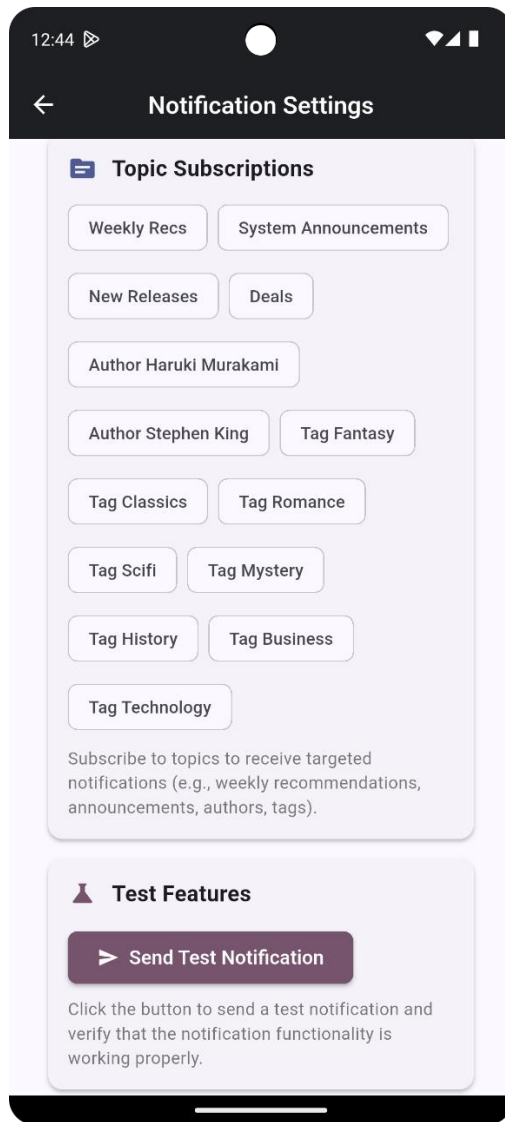 12:44
Notification Settings
Topic Subscriptions
Weekly Recs
System Announcements
New Releases
Deals
Author Haruki Murakami
Author Stephen King
Tag Fantasy
Tag Classics
Tag Romance
Tag Scifi
Tag Mystery
Tag History
Tag Business
Tag Technology
Subscribe to topics to receive targeted
notifications (e.g., weekly recommendations,
announcements, authors, tags).
Test Features
Send Test Notification
Click the button to send a test notification and
verify that the notification functionality is
working properly.